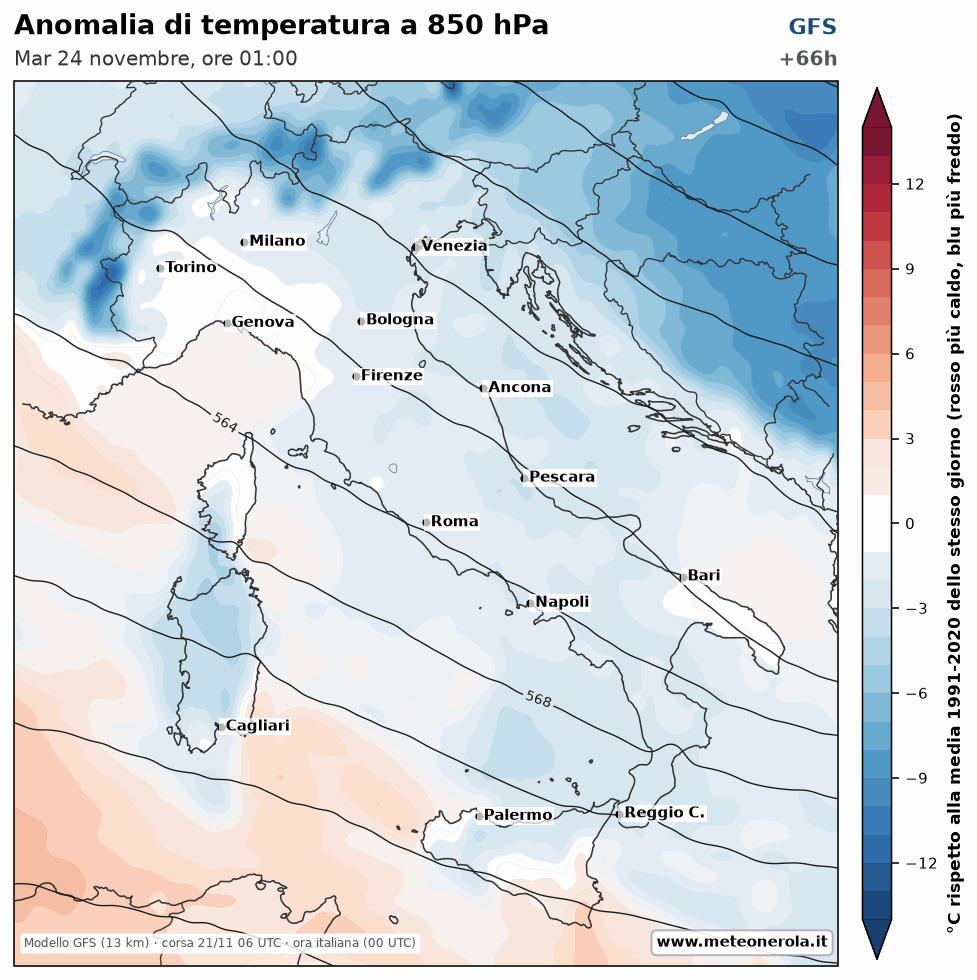 Anomalia di temperatura a 850 hPa
GFS
Mar 24 novembre, ore 01:00
+66h
Milano
Venezia
Torino
Genova
Bologna
Firenze
Ancona
564
Pescara
Roma
Bari
Napoli
568
Cagliari
Palermo
Reggio C.
Modello GFS (13 km) · corsa 21/11 06 UTC · ora italiana (00 UTC)
www.meteonerola.it
12
9
6
3
0
−3
−6
−9
−12
°C rispetto alla media 1991-2020 dello stesso giorno (rosso più caldo, blu più freddo)